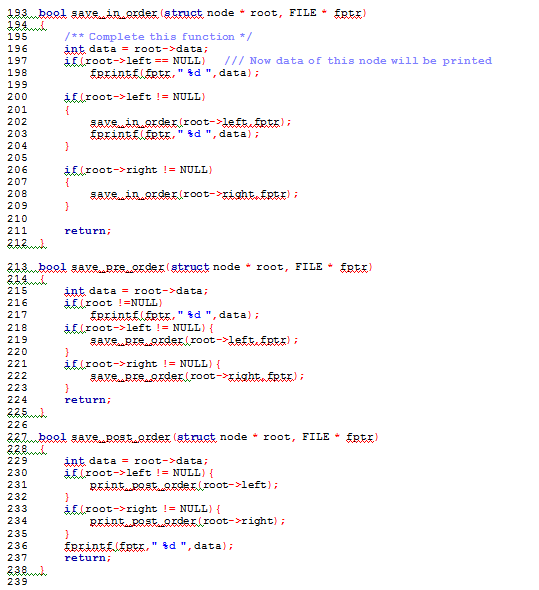 193 bool save_in_order(struct node * root, FILE * fptr)
194 {
195 /** Complete this function */
196 int data = root->data;
197 if(root->left == NULL) /// Now data of this node will be printed
198 fprintf(fptr," %d ",data);
199
200 if(root->left != NULL)
201 {
202 save_in_order(root->left,fptr);
203 fprintf(fptr," %d ",data);
204 }
205
206 if(root->right != NULL)
207 {
208 save_in_order(root->right,fptr);
209 }
210
211 return;
212 }
213 bool save_pre_order(struct node * root, FILE * fptr)
214 {
215 int data = root->data;
216 if(root !=NULL)
217 fprintf(fptr," %d ",data);
218 if(root->left != NULL){
219 save_pre_order(root->left,fptr);
220 }
221 if(root->right != NULL){
222 save_pre_order(root->right,fptr);
223 }
224 return;
225 }
226
227 bool save_post_order(struct node * root, FILE * fptr)
228 {
229 int data = root->data;
230 if(root->left != NULL){
231 print_post_order(root->left);
232 }
233 if(root->right != NULL){
234 print_post_order(root->right);
235 }
236 fprintf(fptr," %d ",data);
237 return;
238 }
239